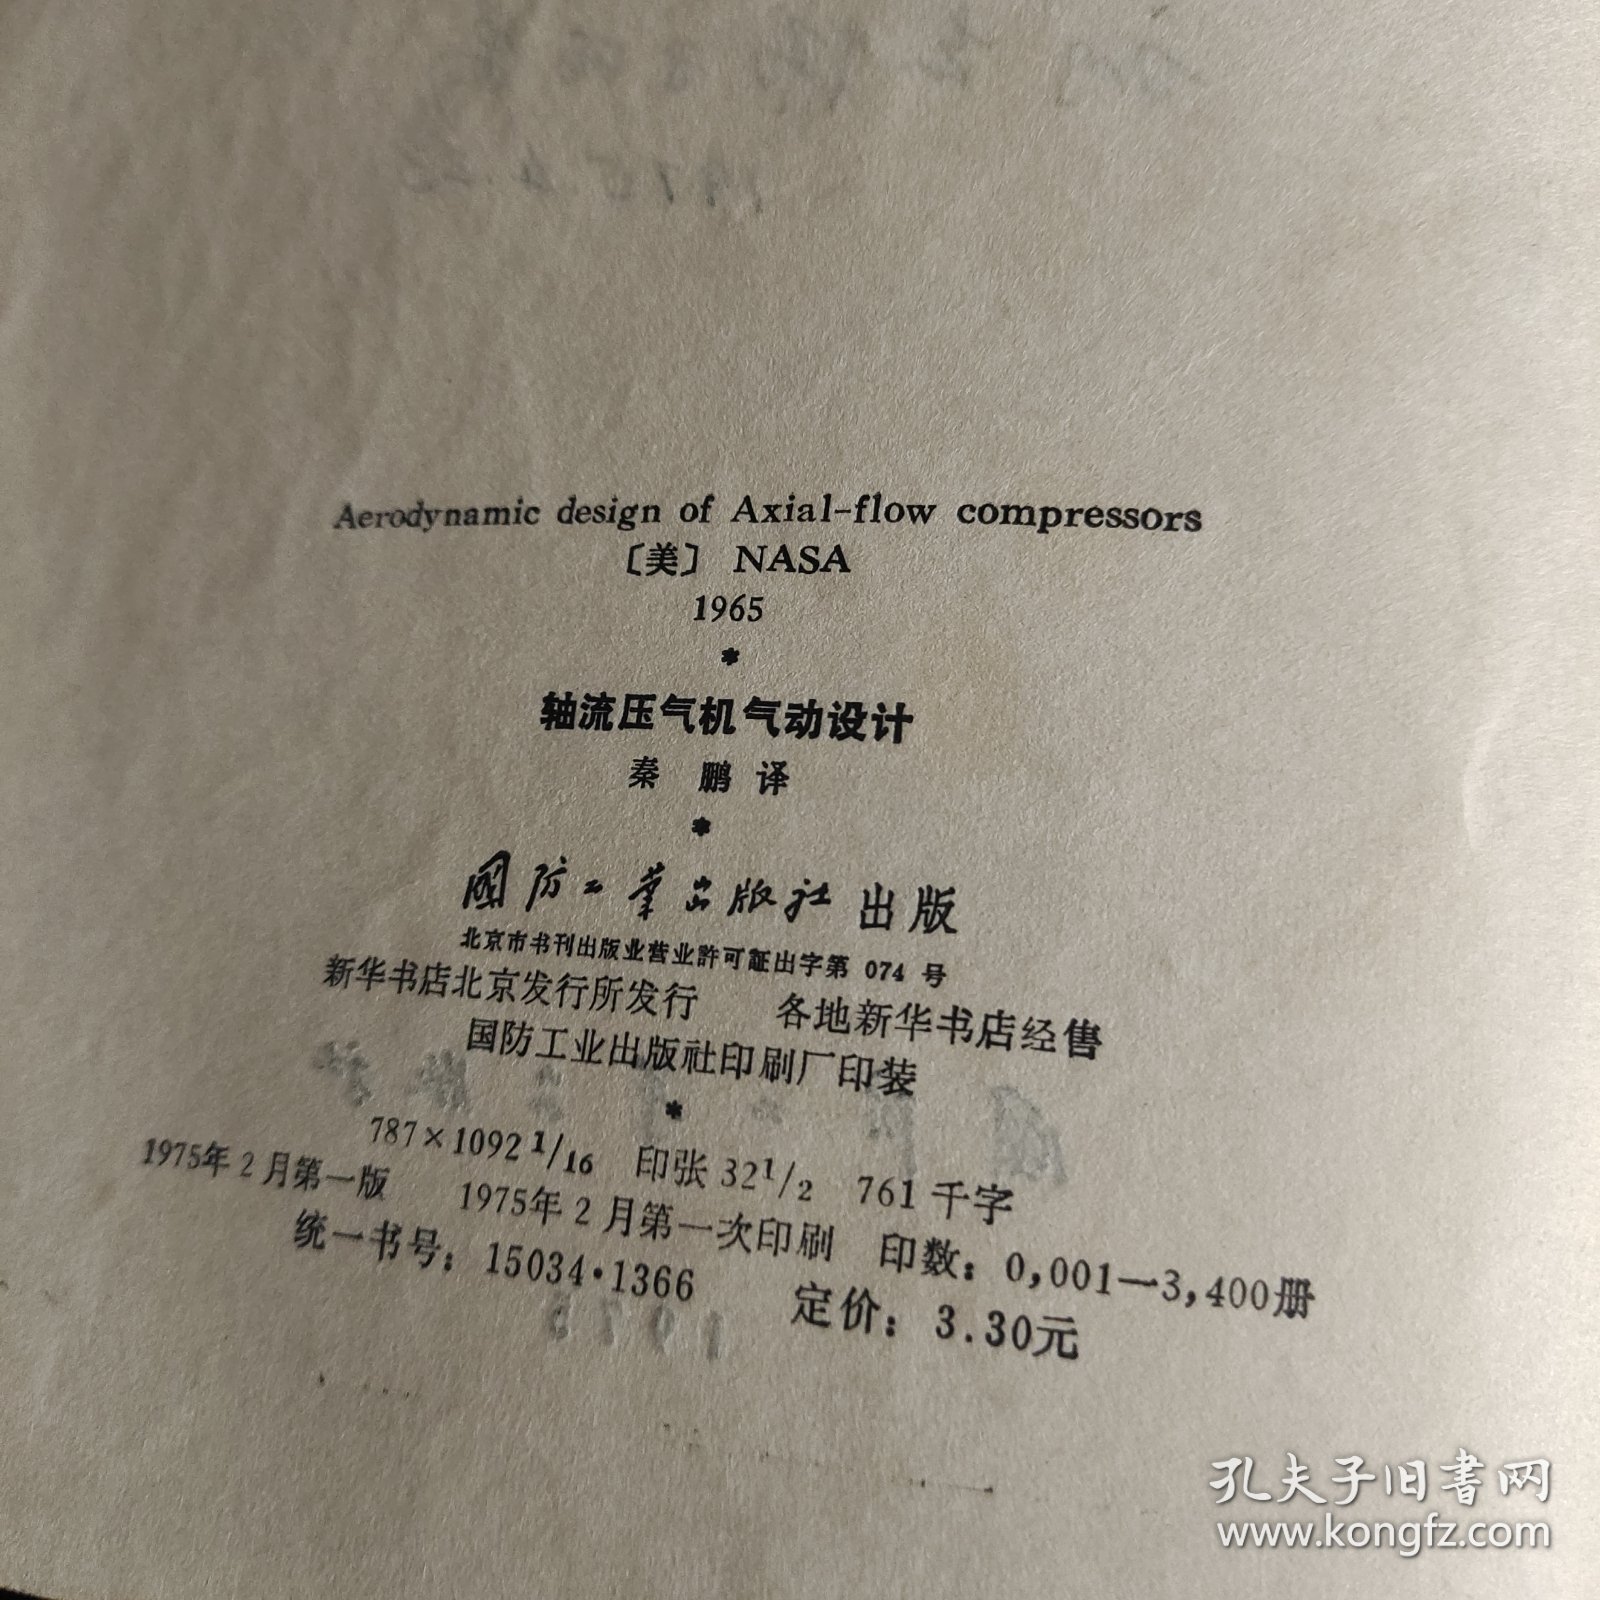 Aerodynamic design of Axial-flow compressors
〔美〕 NASA
1965
*
轴流压气机气动设计
秦 鹏 译
*
國防工业出版社 出版
北京市书刊出版业营业許可証出字第 074 号
新华书店北京发行所发行 各地新华书店经售
国防工业出版社印刷厂印装
*
787×1092 1/16 印张 32 1/2 761 千字
1975年 2 月第一版 1975年 2 月第一次印刷 印数：0,001—3,400册
统一书号：15034·1366 定价：3.30元
孔夫子旧书网
www.kongfz.com